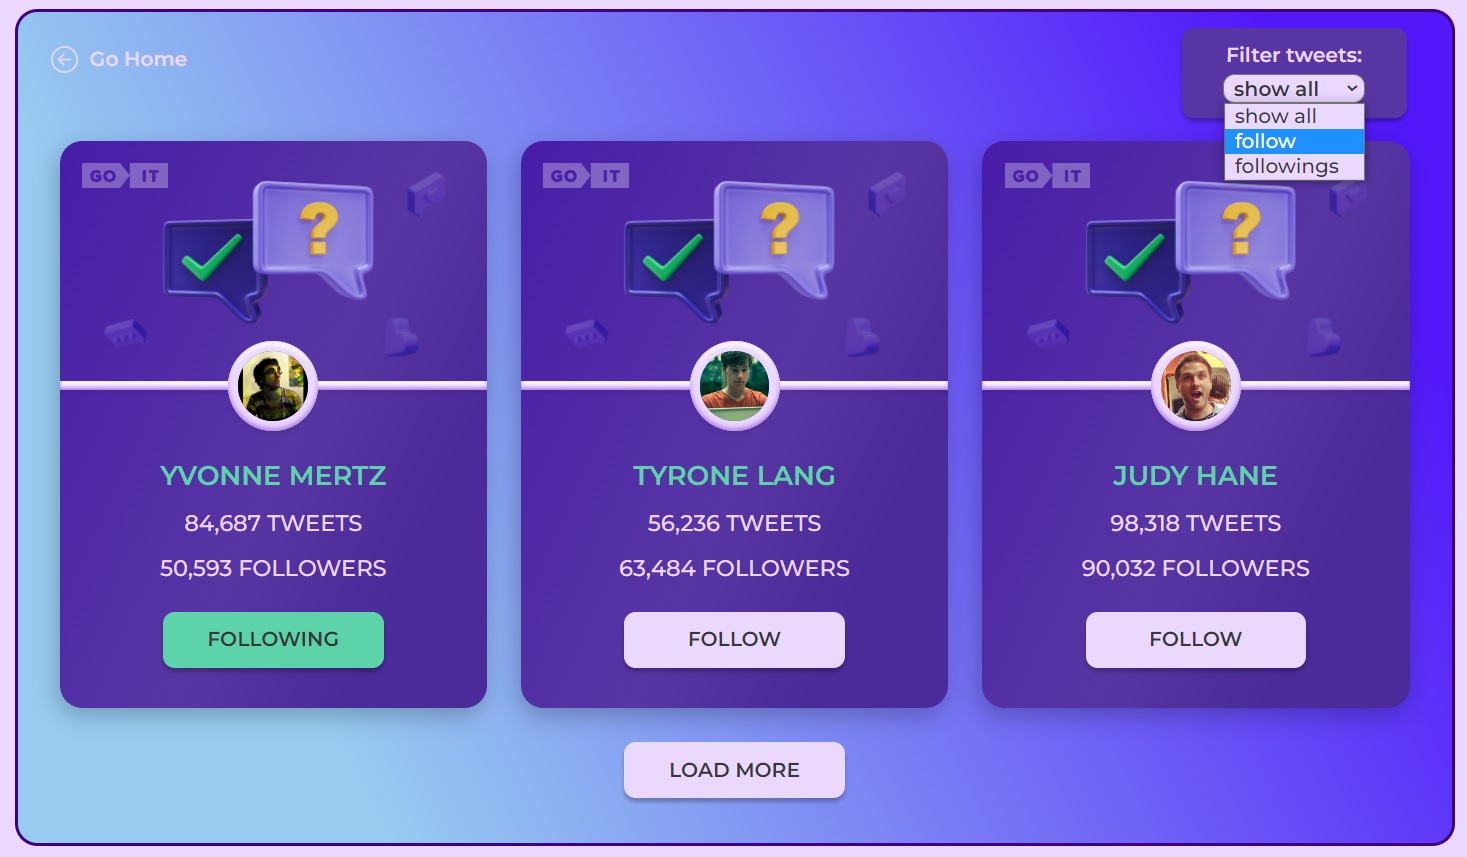 Go Home
Filter tweets:
show all
show all
follow
followings
GO IT
GO IT
GO IT
?
?
?
YVONNE MERTZ
84,687 TWEETS
50,593 FOLLOWERS
FOLLOWING
TYRONE LANG
56,236 TWEETS
63,484 FOLLOWERS
FOLLOW
JUDY HANE
98,318 TWEETS
90,032 FOLLOWERS
FOLLOW
LOAD MORE